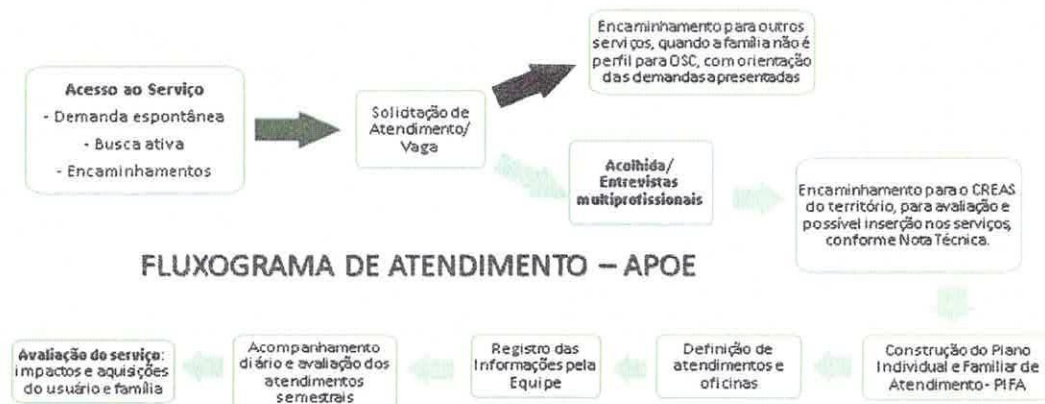 Acesso ao Serviço
- Demanda espontânea
- Busca ativa
- Encaminhamentos
Solicitação de
Atendimento/
Vaga
Encaminhamento para outros
serviços, quando a família não é
perfil para OSC, com orientação
das demandas apresentadas
Acolhida/
Entrevistas
multiprofissionais
Encaminhamento para o CREAS
do território, para avaliação e
possível inserção nos serviços,
conforme Nota Técnica.
FLUXOGRAMA DE ATENDIMENTO – APOE
Construção do Plano
Individual e Familiar de
Atendimento- PIFA
Definição de
atendimentos e
oficinas
Registro das
Informações pela
Equipe
Acompanhamento
diário e avaliação dos
atendimentos
semestrais
Avaliação do serviço:
impactos e aquisições
do usuário e família